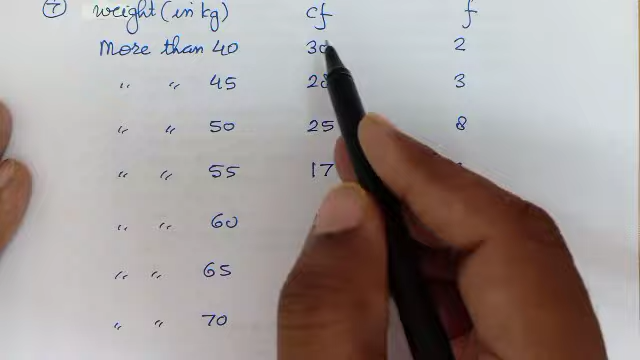 7 weight (in kg) cf f
More than 40 30 2
" " 45 28 3
" " 50 25 8
" " 55 17
" " 60
" " 65
" " 70